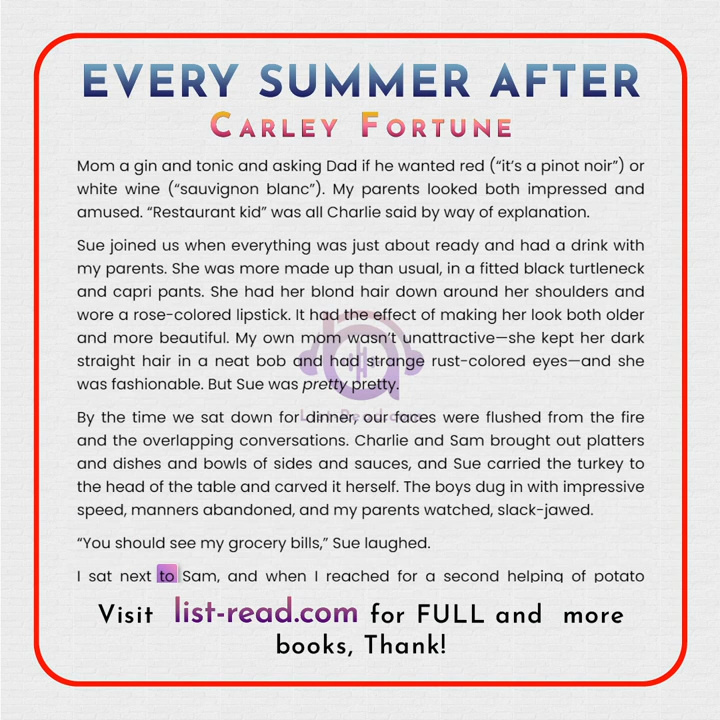 EVERY SUMMER AFTER
CARLEY FORTUNE
Mom a gin and tonic and asking Dad if he wanted red (“it’s a pinot noir”) or
white wine (“sauvignon blanc”). My parents looked both impressed and
amused. “Restaurant kid” was all Charlie said by way of explanation.
Sue joined us when everything was just about ready and had a drink with
my parents. She was more made up than usual, in a fitted black turtleneck
and capri pants. She had her blond hair down around her shoulders and
wore a rose-colored lipstick. It had the effect of making her look both older
and more beautiful. My own mom wasn’t unattractive—she kept her dark
straight hair in a neat bob and had strange rust-colored eyes—and she
was fashionable. But Sue was pretty pretty.
By the time we sat down for dinner, our faces were flushed from the fire
and the overlapping conversations. Charlie and Sam brought out platters
and dishes and bowls of sides and sauces, and Sue carried the turkey to
the head of the table and carved it herself. The boys dug in with impressive
speed, manners abandoned, and my parents watched, slack-jawed.
“You should see my grocery bills,” Sue laughed.
I sat next to Sam, and when I reached for a second helping of potato
Visit list-read.com for FULL and more
books, Thank!